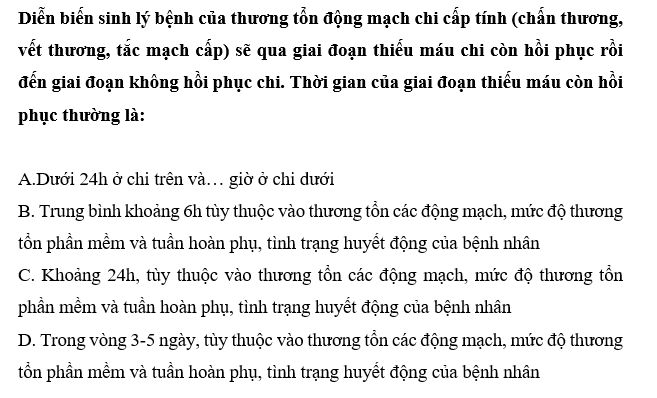 Diễn biến sinh lý bệnh của thương tổn động mạch chi cấp tính (chấn thương,
vết thương, tắc mạch cấp) sẽ qua giai đoạn thiếu máu chi còn hồi phục rồi
đến giai đoạn không hồi phục chi. Thời gian của giai đoạn thiếu máu còn hồi
phục thường là:
A.Dưới 24h ở chi trên và… giờ ở chi dưới
B. Trung bình khoảng 6h tùy thuộc vào thương tổn các động mạch, mức độ thương
tổn phần mềm và tuần hoàn phụ, tình trạng huyết động của bệnh nhân
C. Khoảng 24h, tùy thuộc vào thương tổn các động mạch, mức độ thương tổn
phần mềm và tuần hoàn phụ, tình trạng huyết động của bệnh nhân
D. Trong vòng 3-5 ngày, tùy thuộc vào thương tổn các động mạch, mức độ thương
tổn phần mềm và tuần hoàn phụ, tình trạng huyết động của bệnh nhân